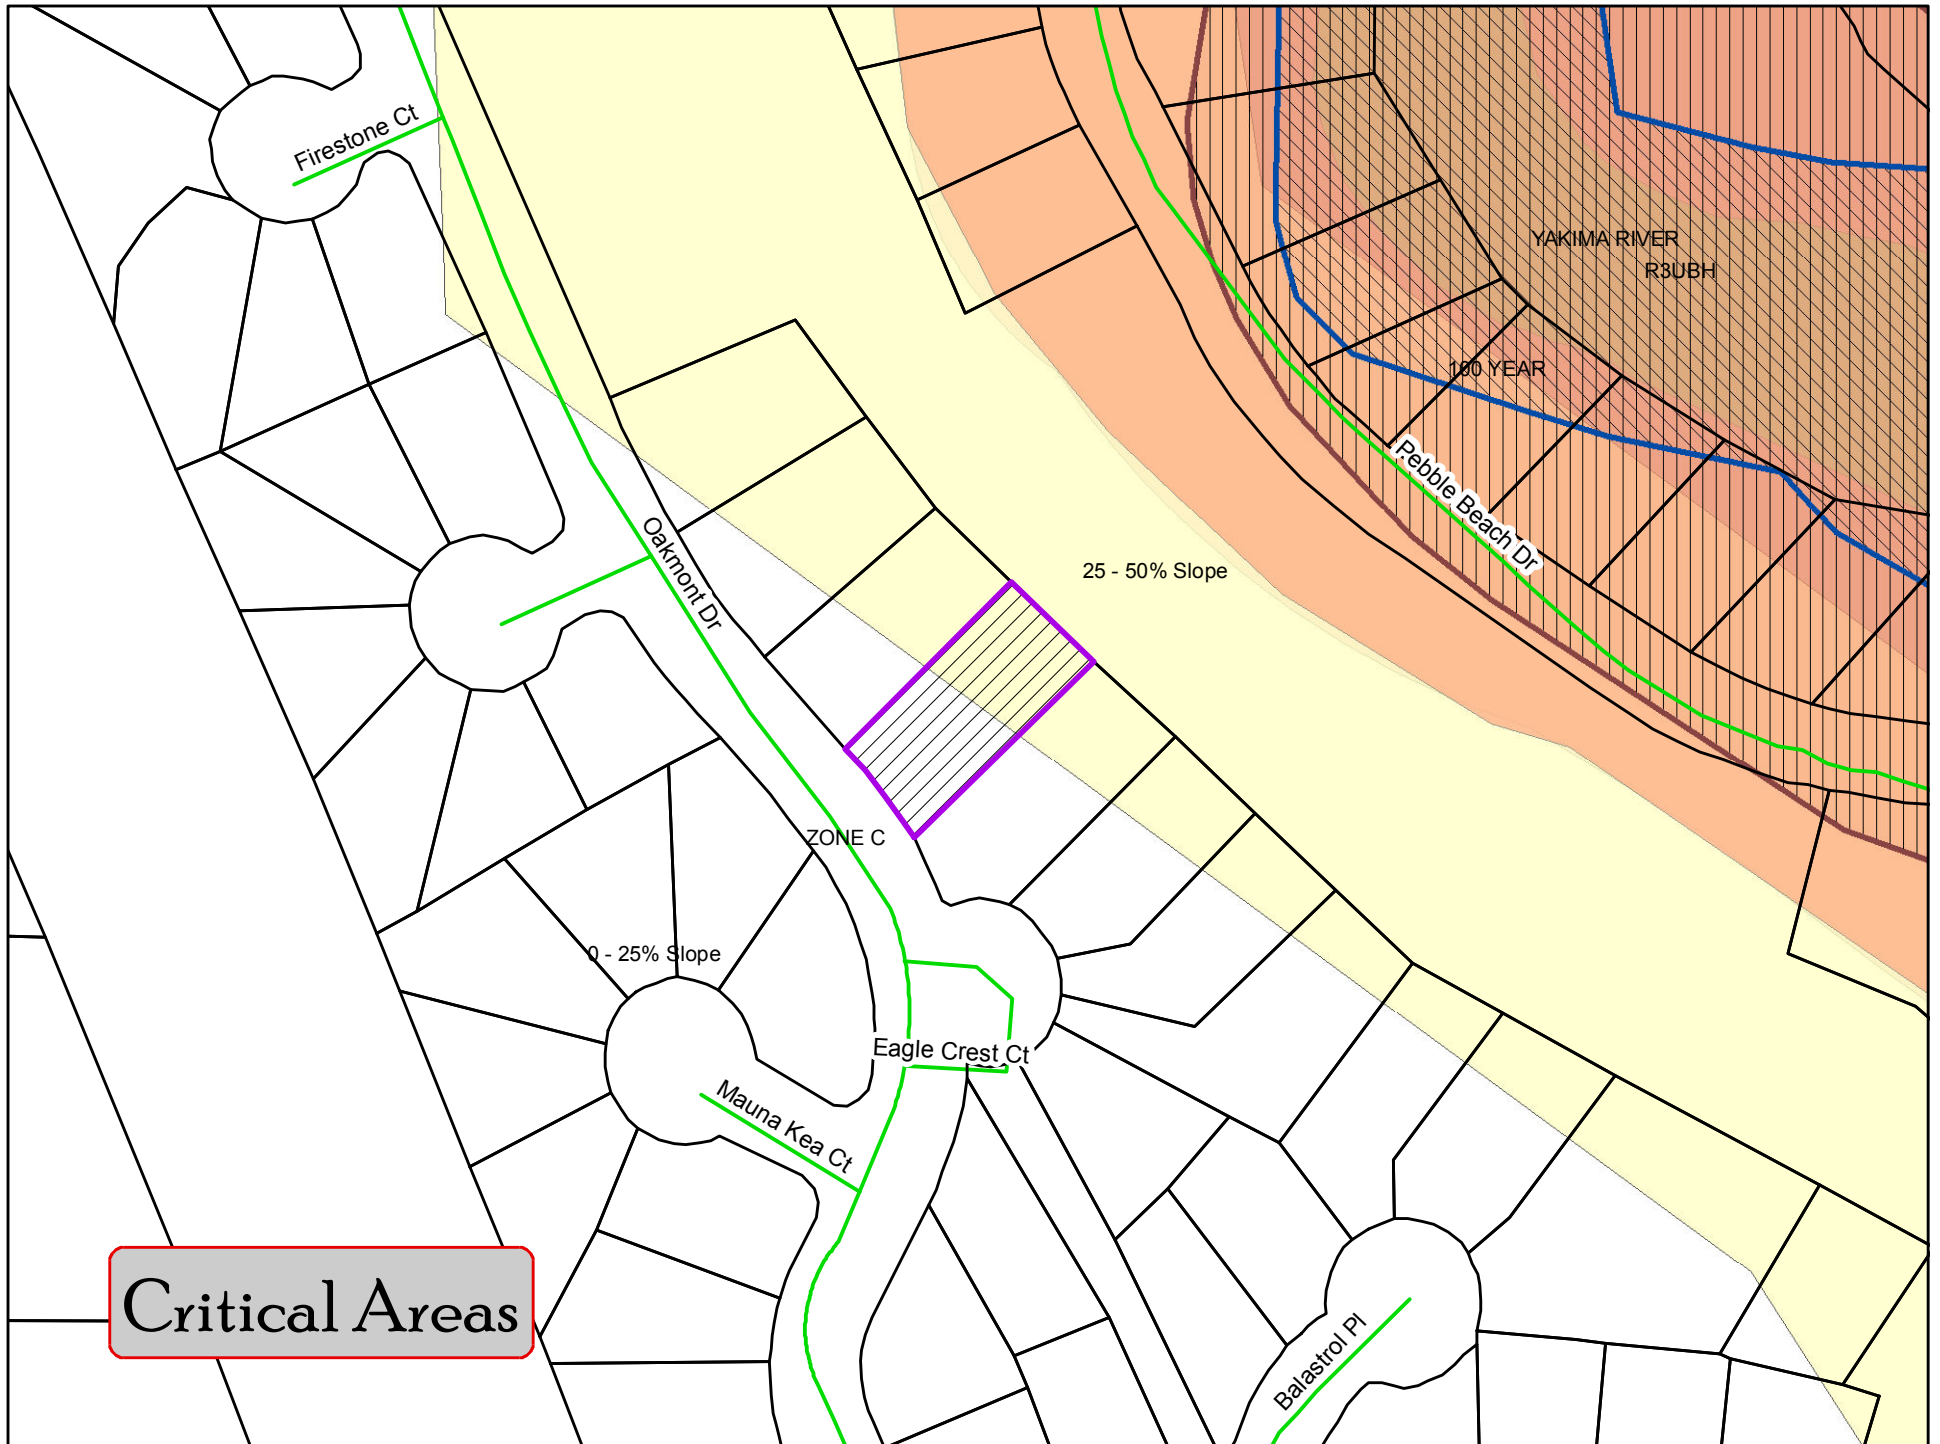 Firestone Ct
YAKIMA RIVER
R3UBH
100 YEAR
Pebble Beach Dr
Oakmont Dr
25 - 50% Slope
ZONE C
0 - 25% Slope
Eagle Crest Ct
Mauna Kea Ct
Critical Areas
Balastrol Pl